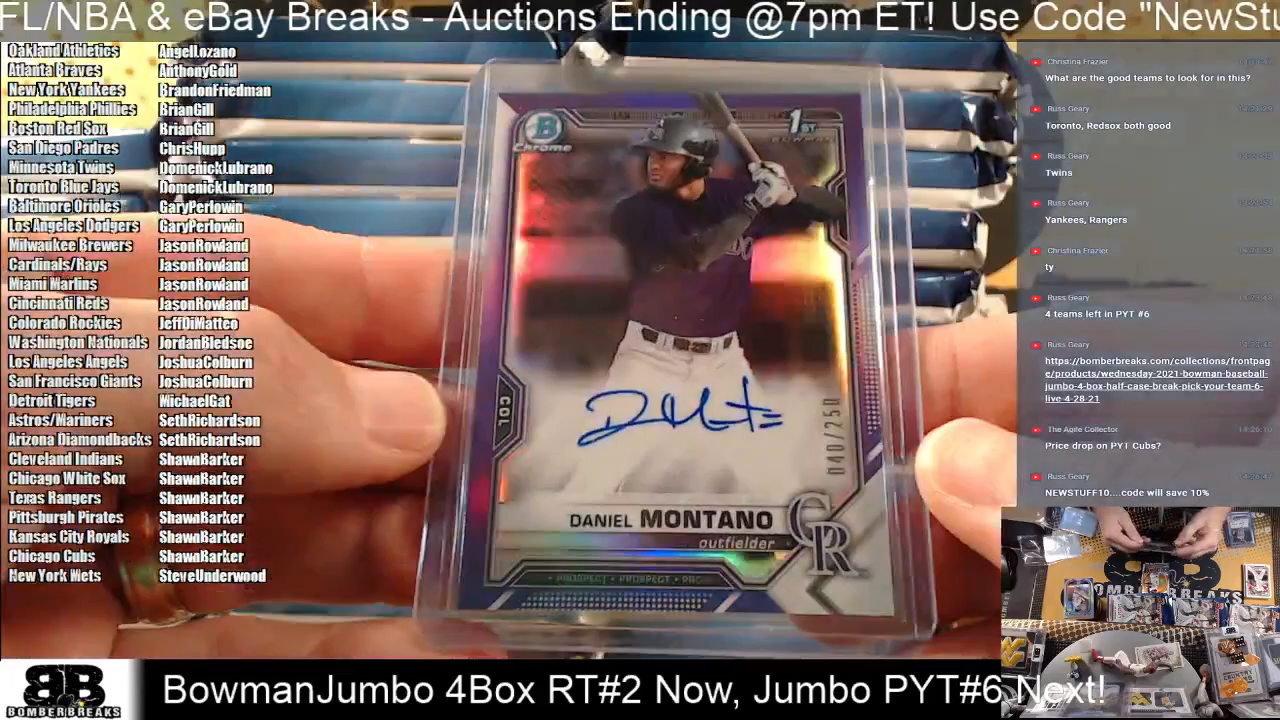 FL/NBA & eBay Breaks - Auctions Ending @7pm ET! Use Code "NewStu
Oakland Athletics AngelLozano
Atlanta Braves AnthonyGold
New York Yankees BrandonFriedman
Philadelphia Phillies BrianGill
Boston Red Sox BrianGill
San Diego Padres ChrisHupp
Minnesota Twins DomenickLubrano
Toronto Blue Jays DomenickLubrano
Baltimore Orioles GaryPerlowin
Los Angeles Dodgers GaryPerlowin
Milwaukee Brewers JasonRowland
Cardinals/Rays JasonRowland
Miami Marlins JasonRowland
Cincinnati Reds JasonRowland
Colorado Rockies JeffDiMatteo
Washington Nationals JordanBledsoe
Los Angeles Angels JoshuaColburn
San Francisco Giants JoshuaColburn
Detroit Tigers MichaelGat
Astros/Mariners SethRichardson
Arizona Diamondbacks SethRichardson
Cleveland Indians ShawnBarker
Chicago White Sox ShawnBarker
Texas Rangers ShawnBarker
Pittsburgh Pirates ShawnBarker
Kansas City Royals ShawnBarker
Chicago Cubs ShawnBarker
New York Mets SteveUnderwood
B
Chrome
1ST
BOWMAN
COL
040/250
DANIEL MONTANO
outfielder
CR
• PROSPECT • PROSPECT • PRO
Christina Frazier
What are the good teams to look for in this?
Russ Geary
Toronto, Redsox both good
Russ Geary
Twins
Russ Geary
Yankees, Rangers
Christina Frazier
ty
Russ Geary
4 teams left in PYT #6
Russ Geary
https://bomberbreaks.com/collections/frontpag
e/products/wednesday-2021-bowman-baseball-
jumbo-4-box-half-case-break-pick-your-team-6-
live-4-28-21
The Agile Collector
Price drop on PYT Cubs?
Russ Geary
NEWSTUFF10....code will save 10%
BB
BOMBERBREAKS
BB
BOMBERBREAKS
BowmanJumbo 4Box RT#2 Now, Jumbo PYT#6 Next!